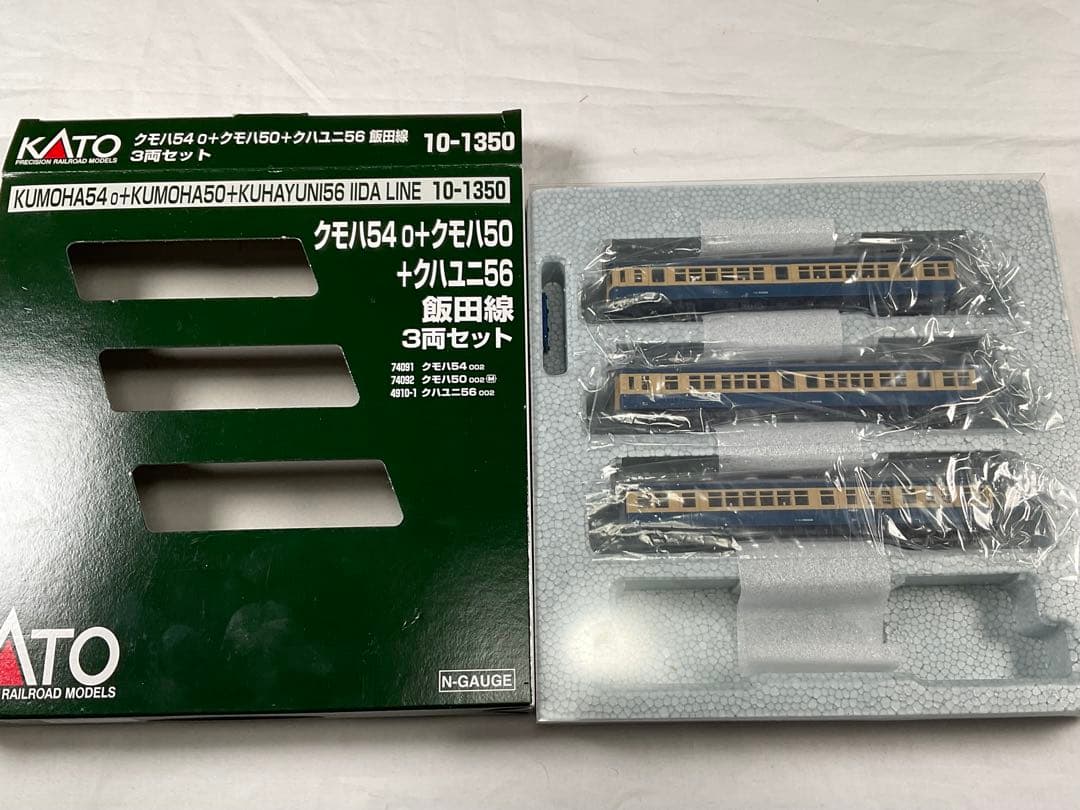 KATO
PRECISION RAILROAD MODELS
クモハ54 0+クモハ50+クハユニ56 飯田線
3両セット
10-1350
KUMOHA54 0+KUMOHA50+KUHAYUNI56 IIDA LINE 10-1350
クモハ54 0+クモハ50
+クハユニ56
飯田線
3両セット
74091 クモハ54 002
74092 クモハ50 002 M
4910-1 クハユニ56 002
ATO
RAILROAD MODELS
N-GAUGE